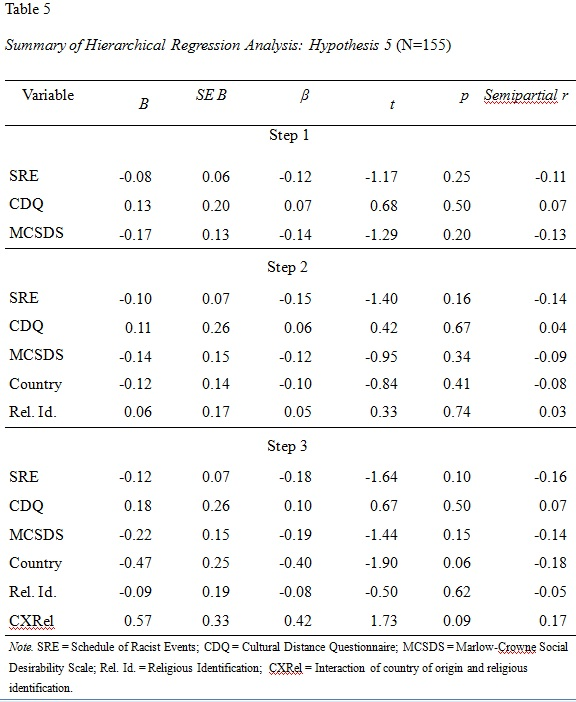 Table 5
Summary of Hierarchical Regression Analysis: Hypothesis 5 (N=155)
Variable B SE B β t p Semipartial r
Step 1
SRE -0.08 0.06 -0.12 -1.17 0.25 -0.11
CDQ 0.13 0.20 0.07 0.68 0.50 0.07
MCSDS -0.17 0.13 -0.14 -1.29 0.20 -0.13
Step 2
SRE -0.10 0.07 -0.15 -1.40 0.16 -0.14
CDQ 0.11 0.26 0.06 0.42 0.67 0.04
MCSDS -0.14 0.15 -0.12 -0.95 0.34 -0.09
Country -0.12 0.14 -0.10 -0.84 0.41 -0.08
Rel. Id. 0.06 0.17 0.05 0.33 0.74 0.03
Step 3
SRE -0.12 0.07 -0.18 -1.64 0.10 -0.16
CDQ 0.18 0.26 0.10 0.67 0.50 0.07
MCSDS -0.22 0.15 -0.19 -1.44 0.15 -0.14
Country -0.47 0.25 -0.40 -1.90 0.06 -0.18
Rel. Id. -0.09 0.19 -0.08 -0.50 0.62 -0.05
CXRel 0.57 0.33 0.42 1.73 0.09 0.17
Note. SRE = Schedule of Racist Events; CDQ = Cultural Distance Questionnaire; MCSDS = Marlow-Crowne Social
Desirability Scale; Rel. Id. = Religious Identification; CXRel = Interaction of country of origin and religious
identification.